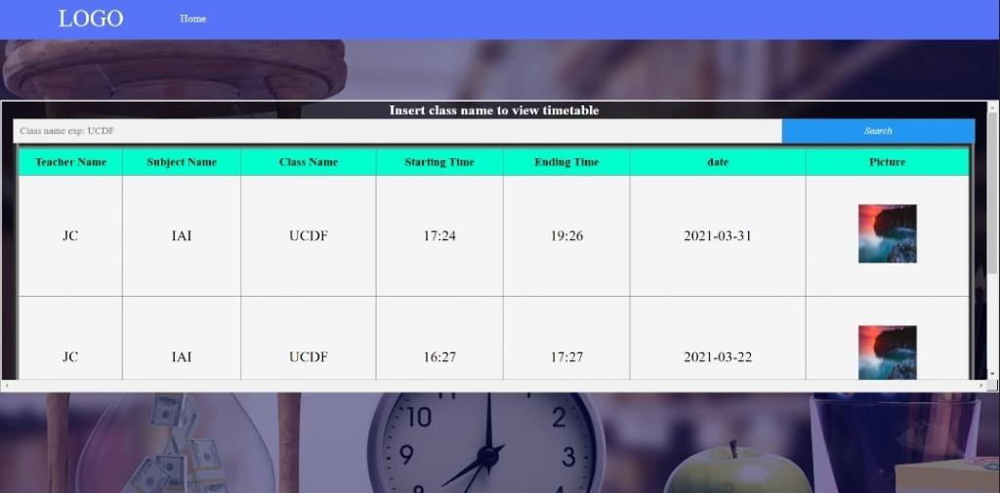 LOGO Home
Insert class name to view timetable
Class name exp: UCDF Search
Teacher Name Subject Name Class Name Starting Time Ending Time date Picture
JC IAI UCDF 17:24 19:26 2021-03-31
JC IAI UCDF 16:27 17:27 2021-03-22
10 2
9 3
8